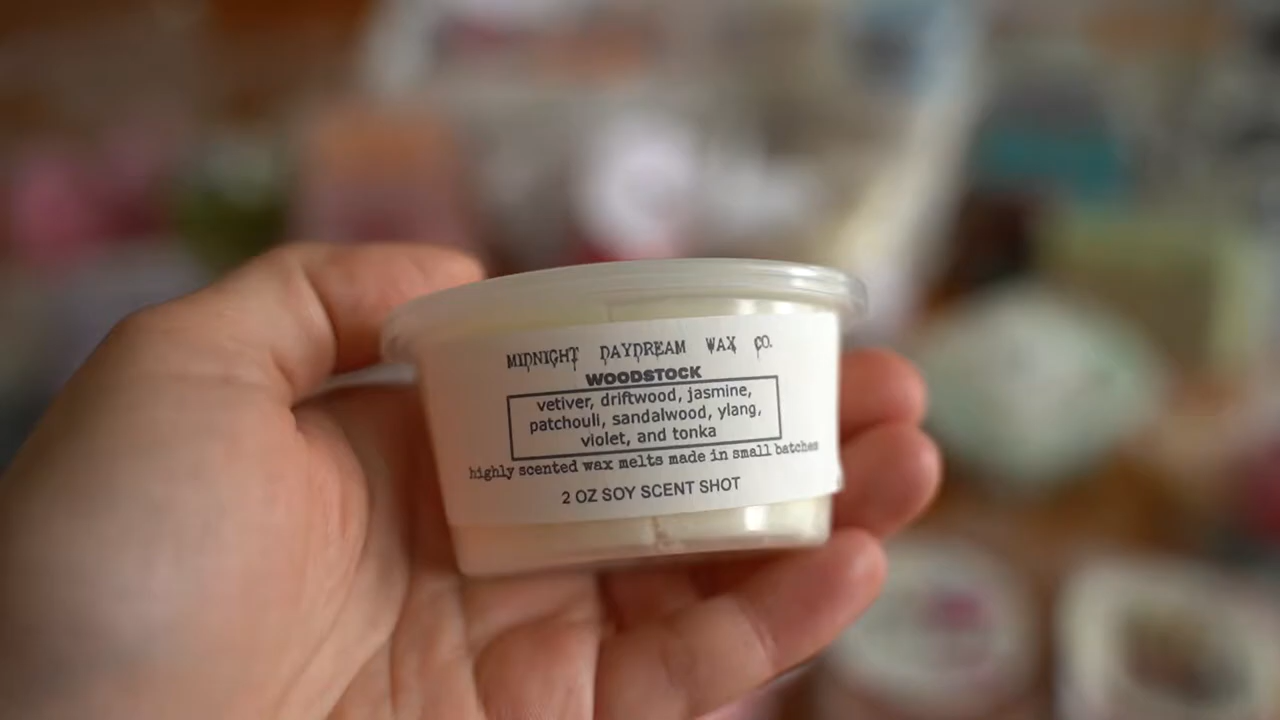 MIDNIGHT DAYDREAM WAX CO.
WOODSTOCK
vetiver, driftwood, jasmine,
patchouli, sandalwood, ylang,
violet, and tonka
highly scented wax melts made in small batches
2 OZ SOY SCENT SHOT